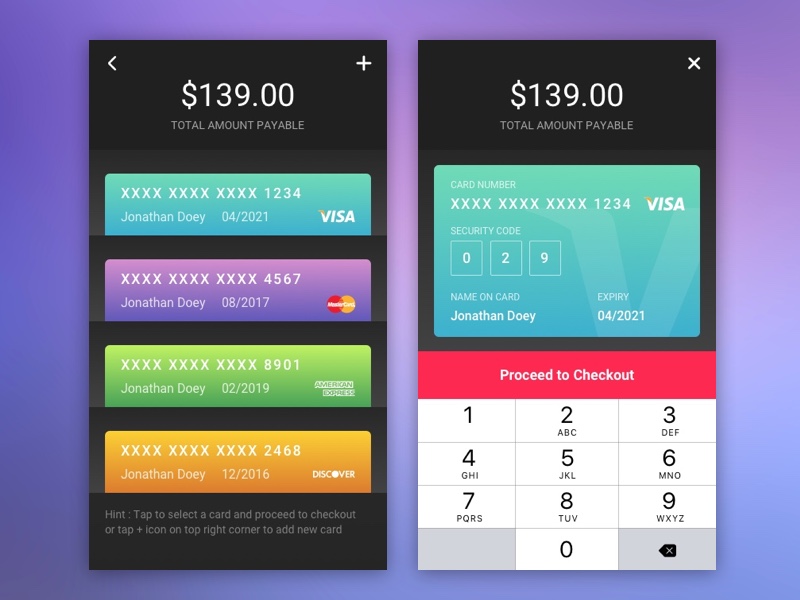 $139.00
TOTAL AMOUNT PAYABLE
XXXX XXXX XXXX 1234
Jonathan Doey 04/2021
VISA
XXXX XXXX XXXX 4567
Jonathan Doey 08/2017
MasterCard
XXXX XXXX XXXX 8901
Jonathan Doey 02/2019
AMERICAN
EXPRESS
XXXX XXXX XXXX 2468
Jonathan Doey 12/2016
DISCOVER
Hint : Tap to select a card and proceed to checkout
or tap + icon on top right corner to add new card
$139.00
TOTAL AMOUNT PAYABLE
CARD NUMBER
XXXX XXXX XXXX 1234 VISA
SECURITY CODE
0 2 9
NAME ON CARD EXPIRY
Jonathan Doey 04/2021
Proceed to Checkout
1 2 3
ABC DEF
4 5 6
GHI JKL MNO
7 8 9
PQRS TUV WXYZ
0